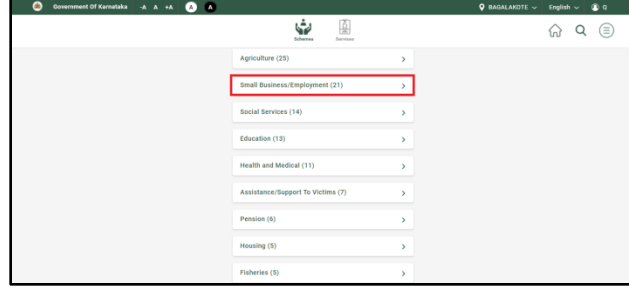 Government Of Karnataka -A A +A A A BAGALAKOTE English
Schemes Services
Agriculture (25)
Small Business/Employment (21)
Social Services (14)
Education (13)
Health and Medical (11)
Assistance/Support To Victims (7)
Pension (6)
Housing (5)
Fisheries (5)